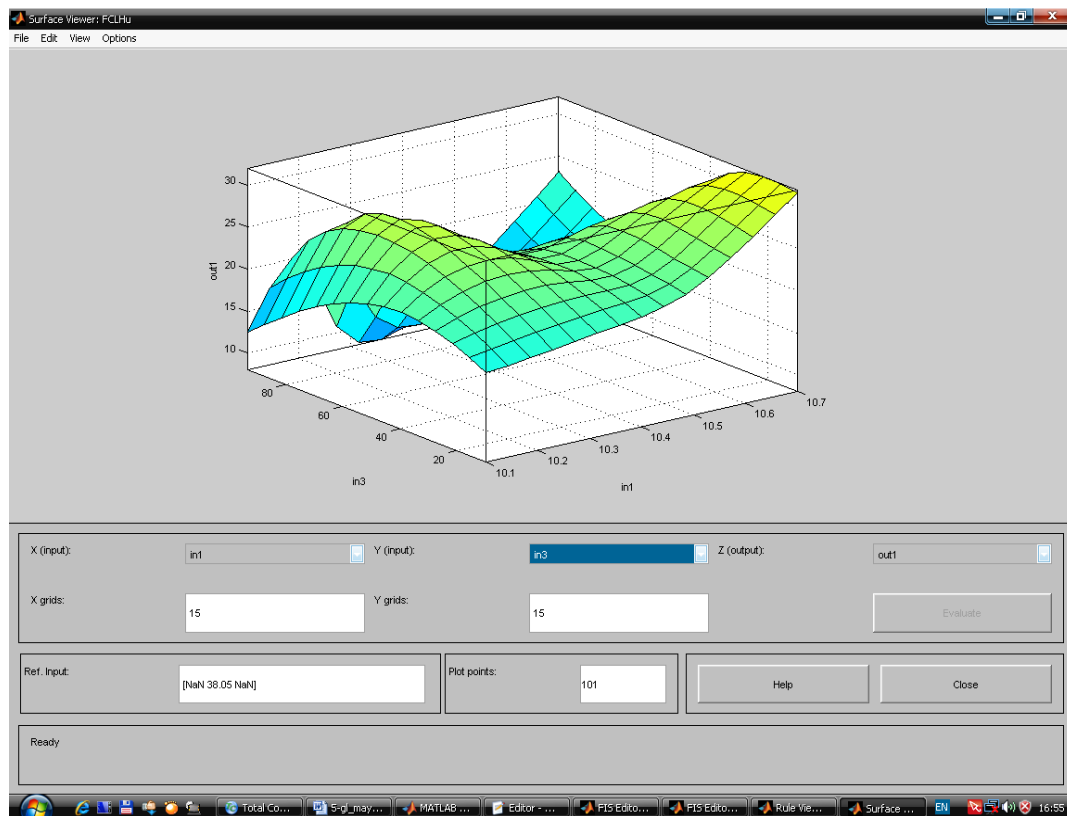 Surface Viewer: FCLHu
File Edit View Options
30
25
20
15
10
out1
80
60
40
20
in3
10.1
10.2
10.3
10.4
10.5
10.6
10.7
in1
X (input): in1 Y (input): in3 Z (output): out1
X grids: 15 Y grids: 15 Evaluate
Ref. Input: [NaN 38.05 NaN] Plot points: 101 Help Close
Ready
Total Co... 5-gl_may... MATLAB ... Editor - ... FIS Edito... FIS Edito... Rule Vie... Surface ... EN 16:55